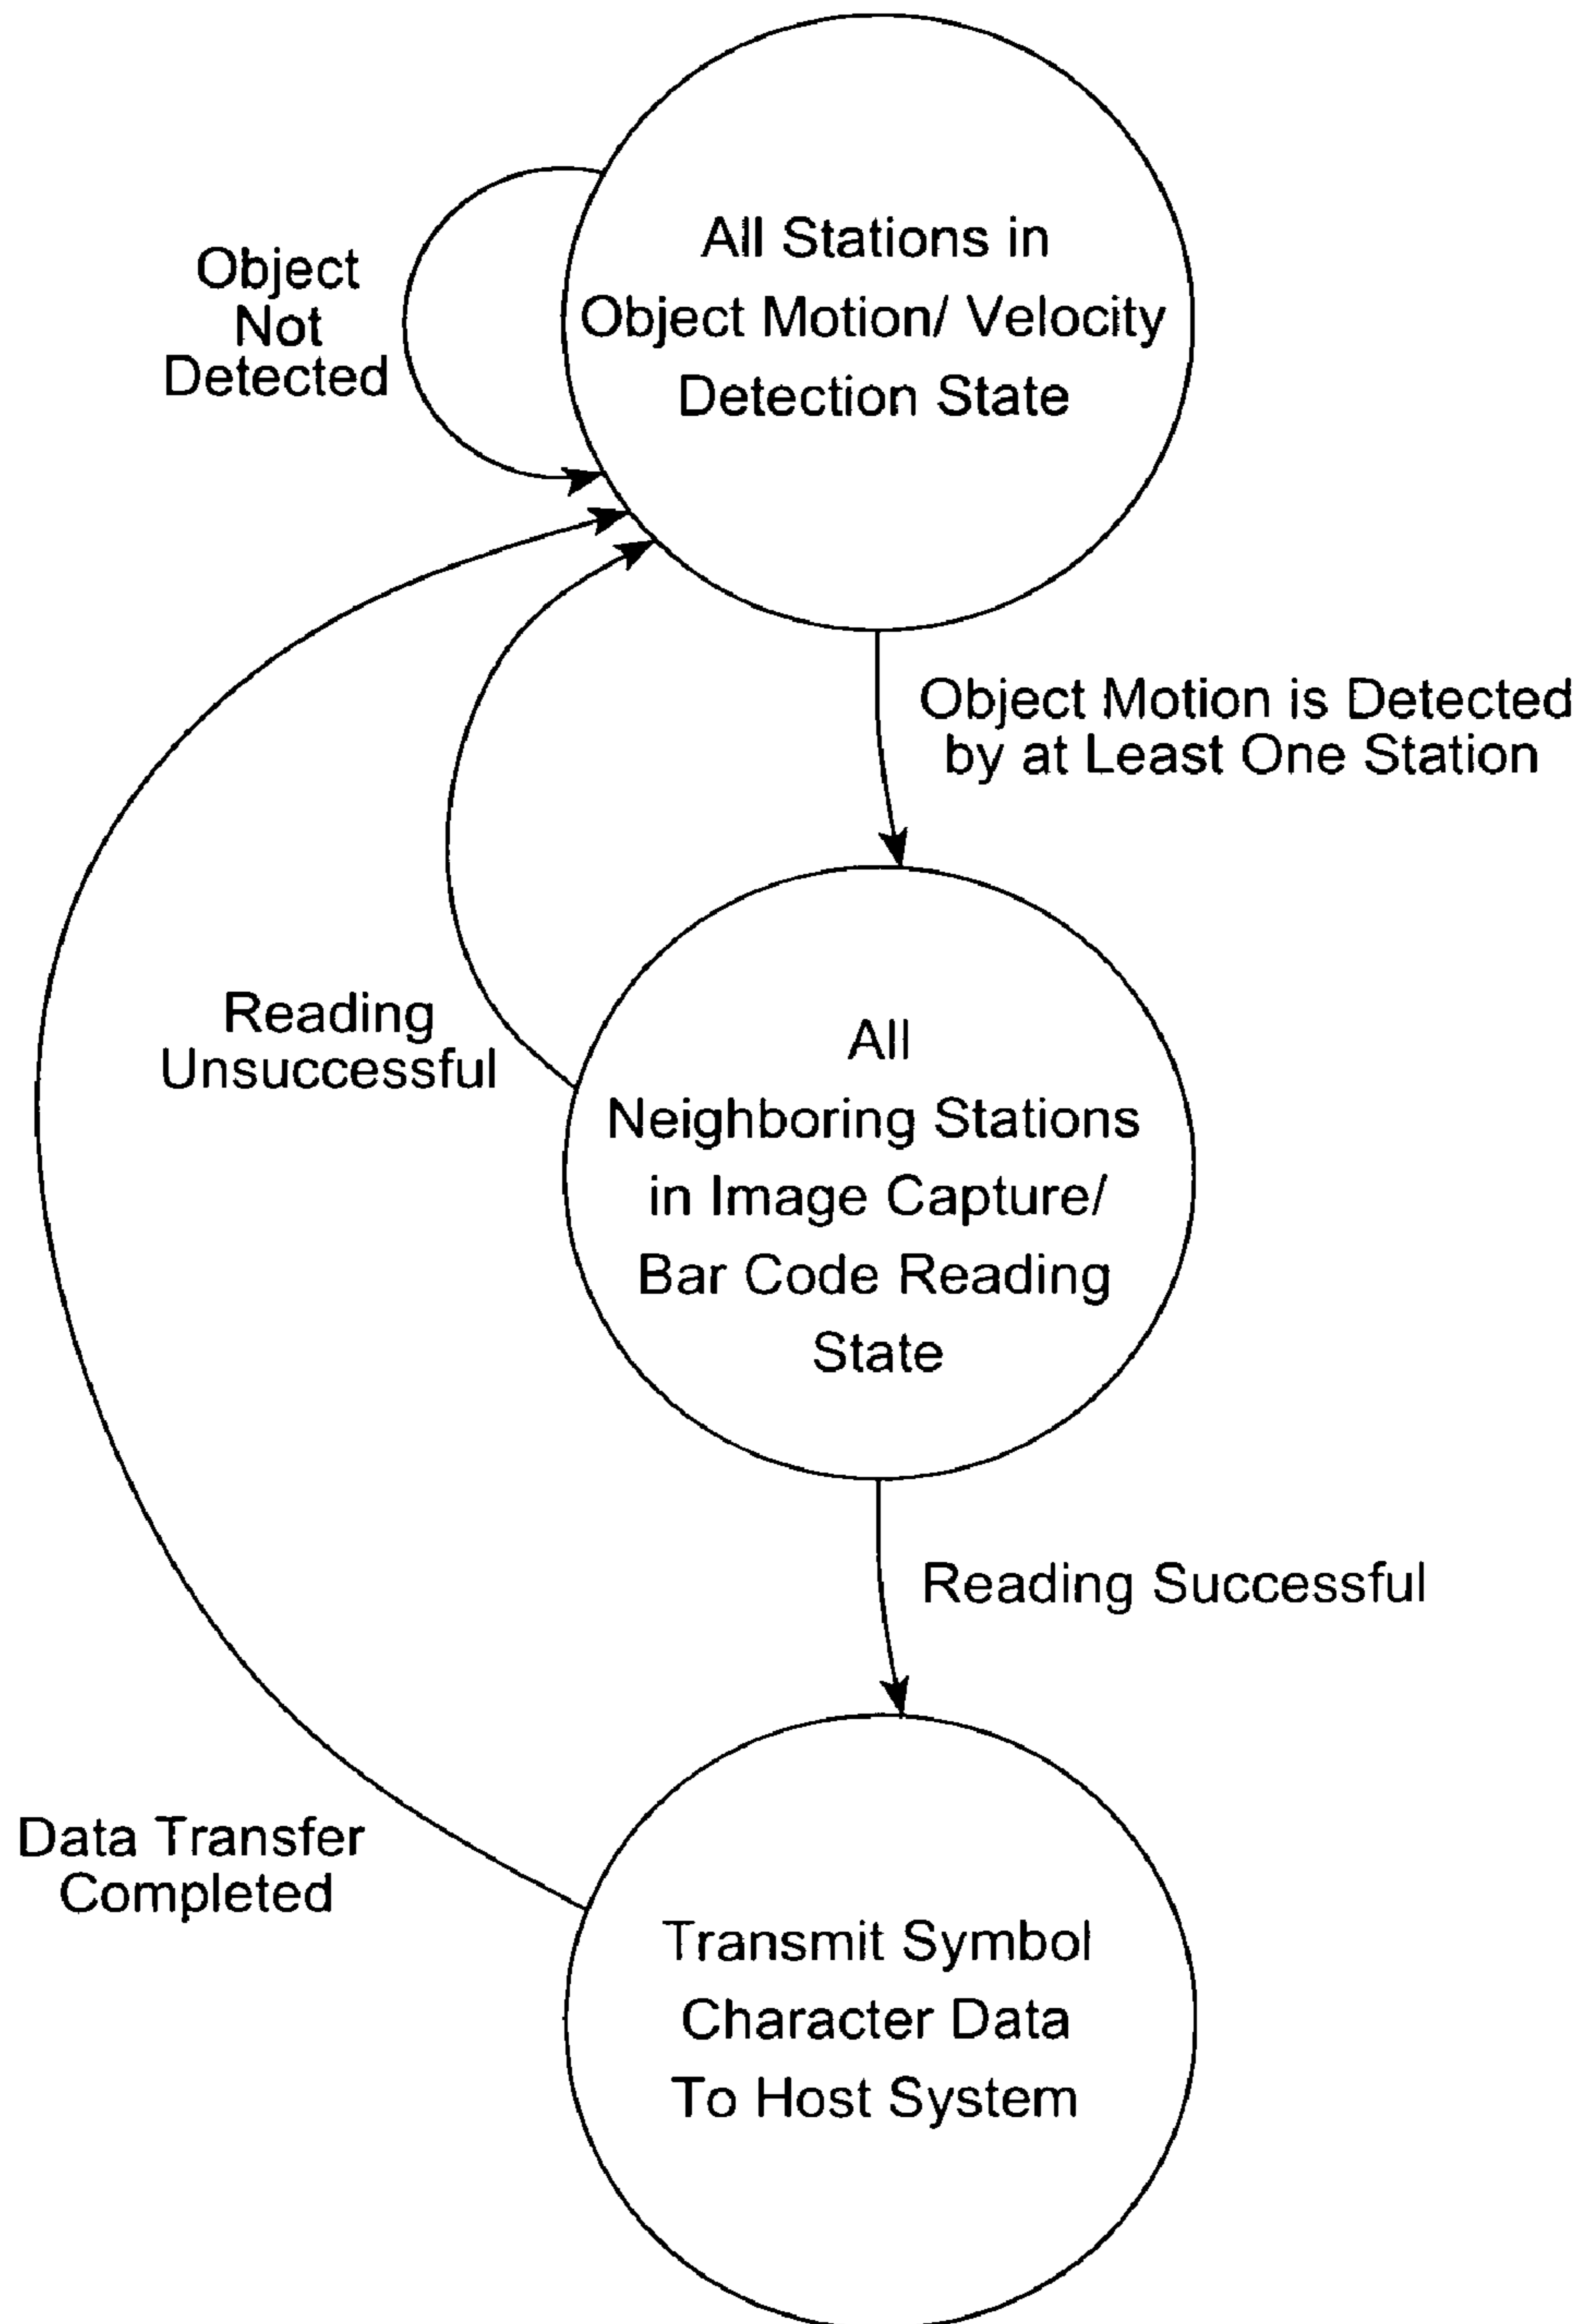 All Stations in
Object Motion/ Velocity
Detection State
Object
Not
Detected
Object Motion is Detected
by at Least One Station
Reading
Unsuccessful
All
Neighboring Stations
in Image Capture/
Bar Code Reading
State
Reading Successful
Data Transfer
Completed
Transmit Symbol
Character Data
To Host System